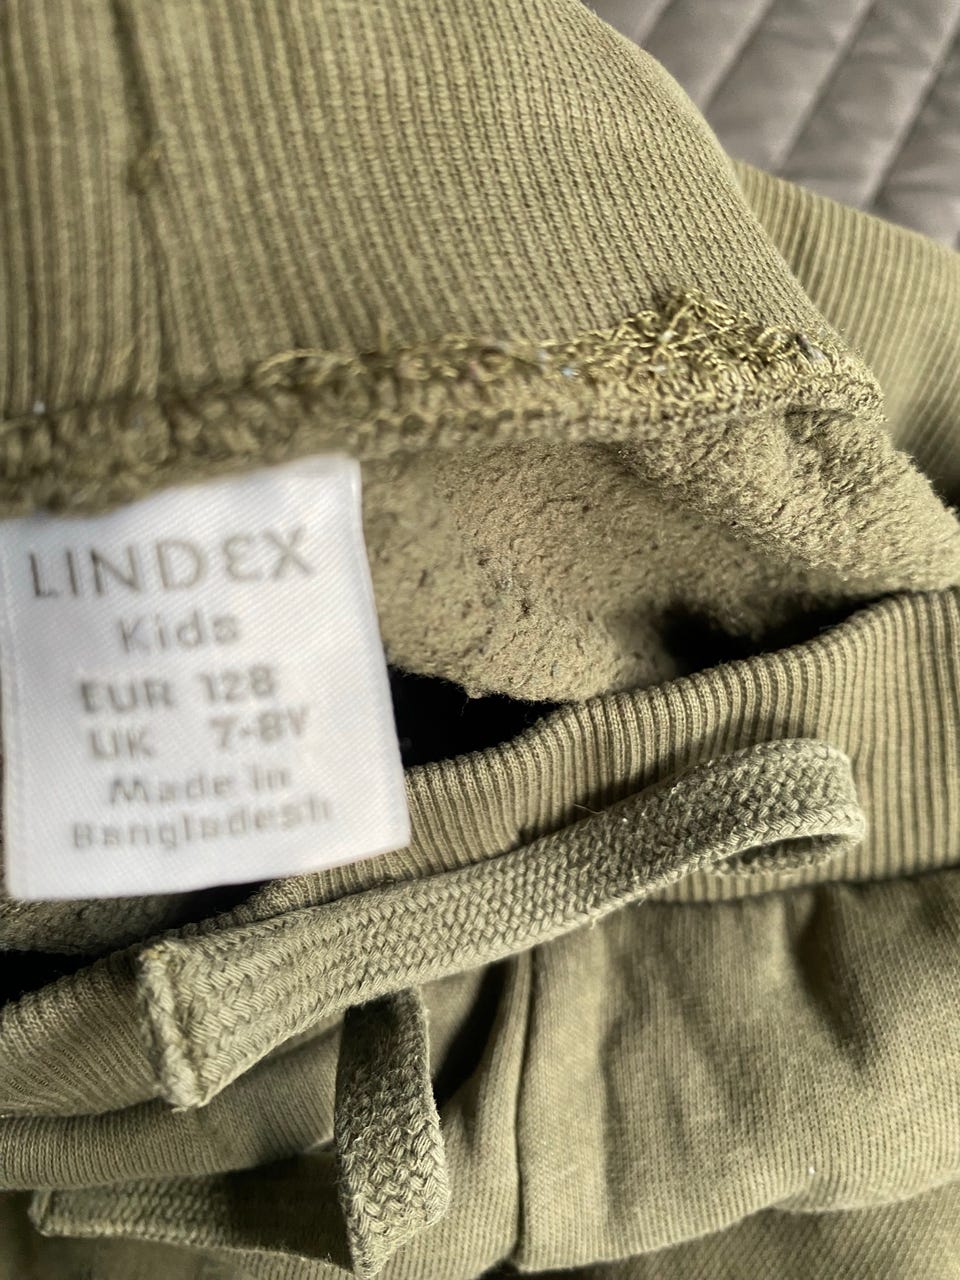 LINDEX
Kids
EUR 128
UK 7-8Y
Made in
Bangladesh